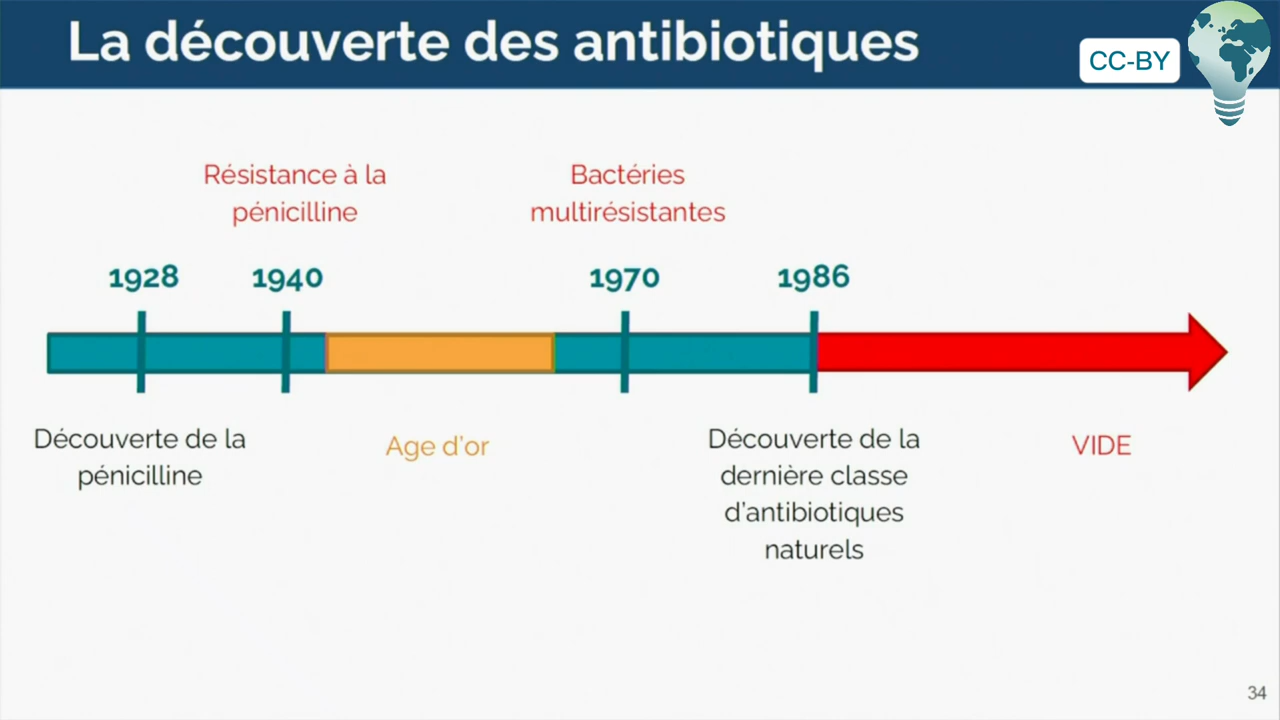 La découverte des antibiotiques
CC-BY
Résistance à la
pénicilline
Bactéries
multirésistantes
1928
1940
1970
1986
Découverte de la
pénicilline
Age d'or
Découverte de la
dernière classe
d'antibiotiques
naturels
VIDE
34